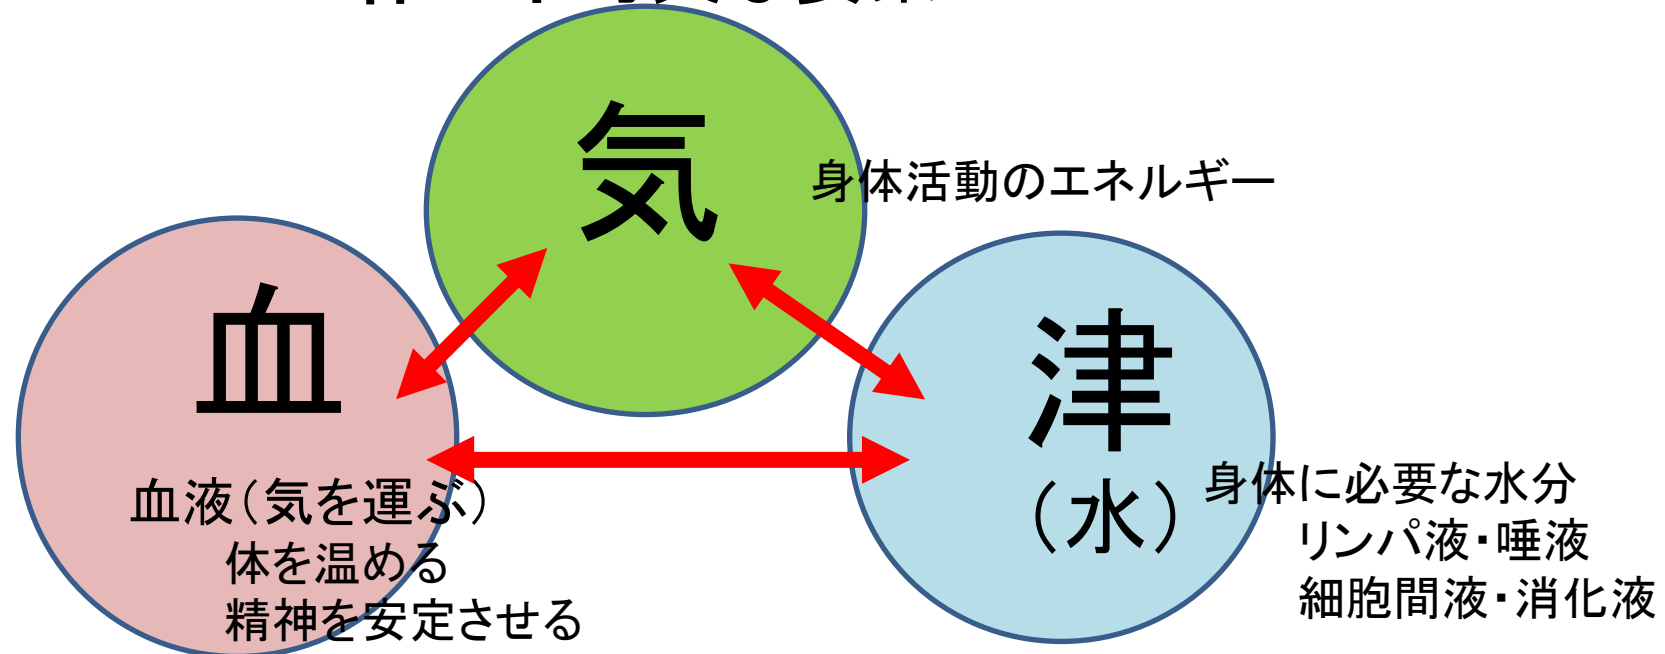 気
身体活動のエネルギー
血
血液（気を運ぶ）
体を温める
精神を安定させる
津
（水）
身体に必要な水分
リンパ液・唾液
細胞間液・消化液